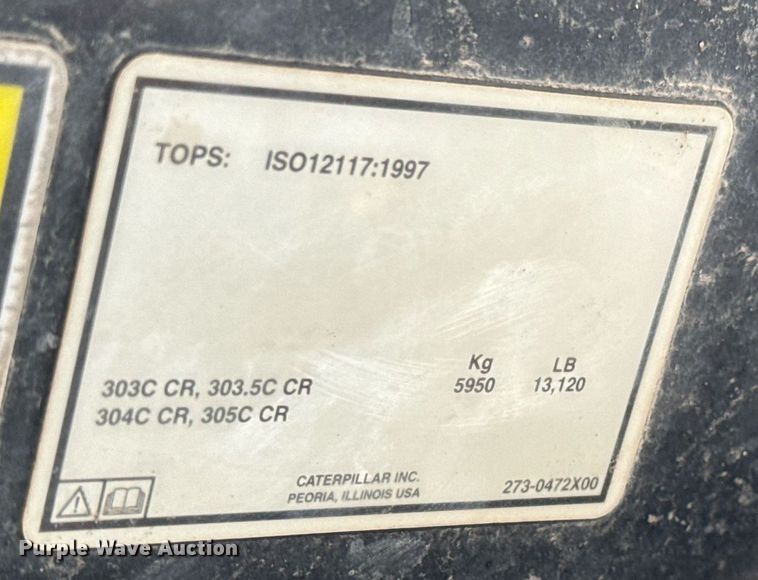 TOPS: ISO12117:1997
Kg LB
303C CR, 303.5C CR 5950 13,120
304C CR, 305C CR
CATERPILLAR INC.
PEORIA, ILLINOIS USA 273-0472X00
Purple Wave Auction